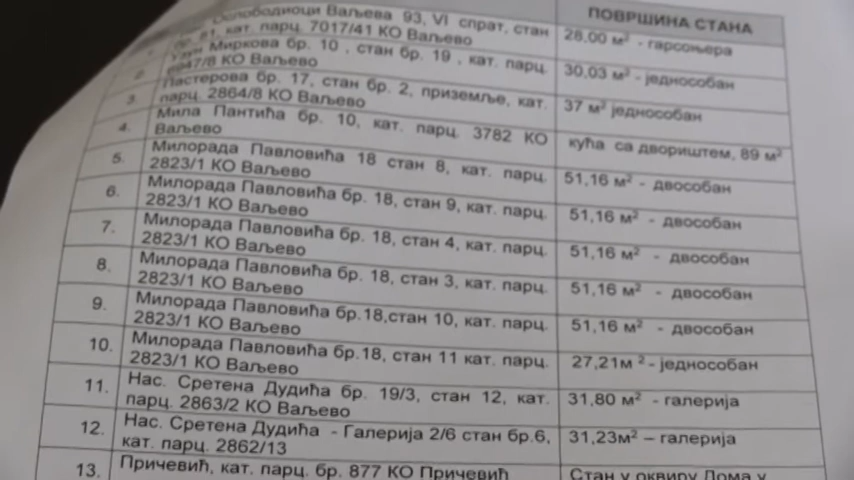 ПОВРШИНА СТАНА
Ослободиоци Ваљева 93, VI спрат, стан
бр. 81, кат. парц. 7017/41 КО Ваљево
28,00 м² - гарсоњера
2. Узун Миркова бр. 10 , стан бр. 19 , кат. парц.
6947/8 КО Ваљево
30,03 м² - једнособан
3. Пастерова бр. 17, стан бр. 2, приземље, кат.
парц. 2864/8 КО Ваљево
37 м² једнособан
4. Мила Пантића бр. 10, кат. парц. 3782 КО
Ваљево
кућа са двориштем, 89 м²
5. Милорада Павловића 18 стан 8, кат. парц.
2823/1 КО Ваљево
51,16 м² - двособан
6. Милорада Павловића бр. 18, стан 9, кат. парц.
2823/1 КО Ваљево
51,16 м² - двособан
7. Милорада Павловића бр. 18, стан 4, кат. парц.
2823/1 КО Ваљево
51,16 м² - двособан
8. Милорада Павловића бр. 18, стан 3, кат. парц.
2823/1 КО Ваљево
51,16 м² - двособан
9. Милорада Павловића бр.18,стан 10, кат. парц.
2823/1 КО Ваљево
51,16 м² - двособан
10. Милорада Павловића бр.18, стан 11 кат. парц.
2823/1 КО Ваљево
27,21м ² - једнособан
11. Нас. Сретена Дудића бр. 19/3, стан 12, кат.
парц. 2863/2 КО Ваљево
31,80 м² - галерија
12. Нас. Сретена Дудића - Галерија 2/6 стан бр.6,
кат. парц. 2862/13
31,23м² – галерија
13. Причевић, кат. парц. бр. 877 КО Причевић
Стан у оквиру Дома у